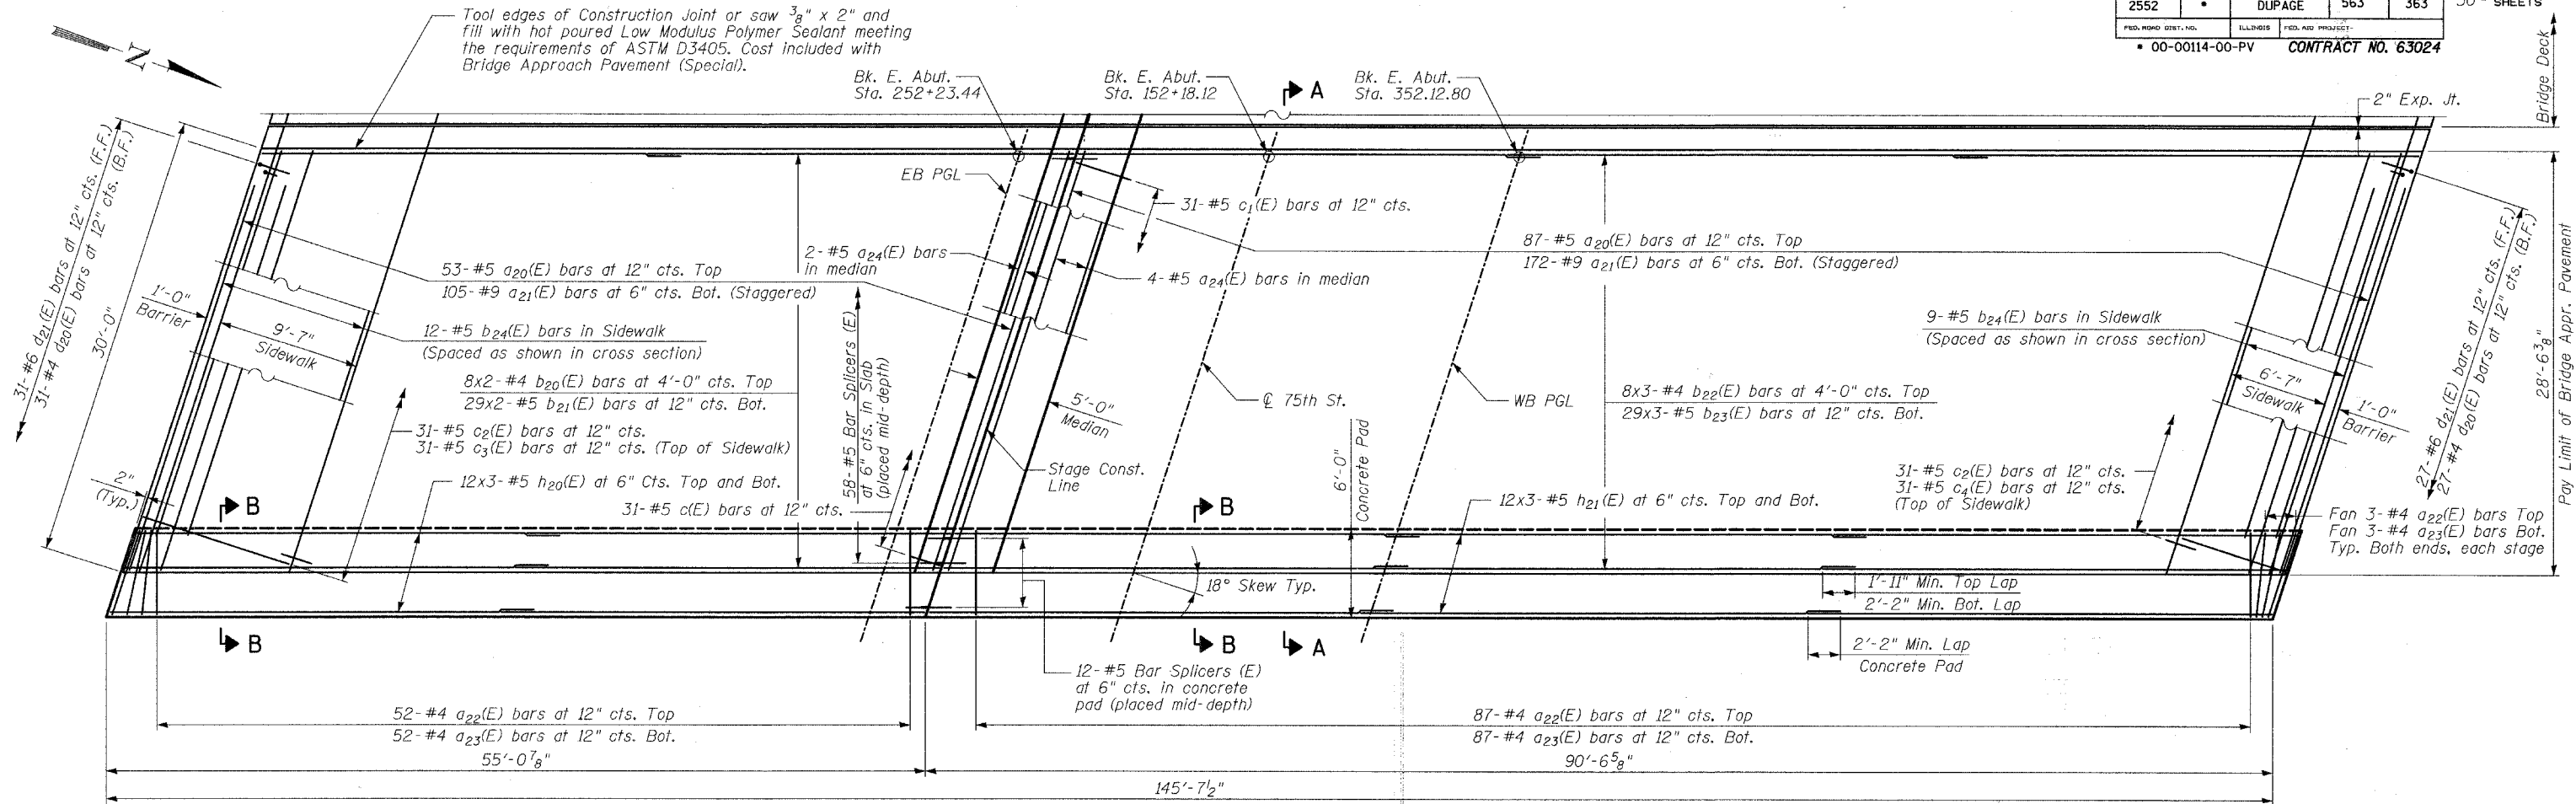 Tool edges of Construction Joint or saw 3/8" x 2" and
fill with hot poured Low Modulus Polymer Sealant meeting
the requirements of ASTM D3405. Cost included with
Bridge Approach Pavement (Special).
2552 * DUPAGE 563 363
SHEETS
FED. ROAD DIST. NO. ILLINOIS FED. AID PROJECT-
* 00-00114-00-PV CONTRACT NO. 63024
N
Bk. E. Abut.
Sta. 252+23.44
Bk. E. Abut.
Sta. 152+18.12
A
Bk. E. Abut.
Sta. 352.12.80
2" Exp. Jt.
Bridge Deck
EB PGL
31-#5 c1(E) bars at 12" cts.
31-#6 d21(E) bars at 12" cts. (F.F.)
31-#4 d20(E) bars at 12" cts. (B.F.)
30'-0"
1'-0"
Barrier
9'-7"
Sidewalk
53-#5 a20(E) bars at 12" cts. Top
105-#9 a21(E) bars at 6" cts. Bot. (Staggered)
2-#5 a24(E) bars
in median
4-#5 a24(E) bars in median
87-#5 a20(E) bars at 12" cts. Top
172-#9 a21(E) bars at 6" cts. Bot. (Staggered)
12-#5 b24(E) bars in Sidewalk
(Spaced as shown in cross section)
9-#5 b24(E) bars in Sidewalk
(Spaced as shown in cross section)
8x2-#4 b20(E) bars at 4'-0" cts. Top
29x2-#5 b21(E) bars at 12" cts. Bot.
58-#5 Bar Splicers (E)
at 6" cts. in Slab
(placed mid-depth)
5'-0"
Median
℄ 75th St.
WB PGL
8x3-#4 b22(E) bars at 4'-0" cts. Top
29x3-#5 b23(E) bars at 12" cts. Bot.
6'-7"
Sidewalk
1'-0"
Barrier
27-#6 d21(E) bars at 12" cts. (F.F.)
27-#4 d20(E) bars at 12" cts. (B.F.)
28'-6 3/8"
Pay Limit of Bridge Appr. Pavement
31-#5 c2(E) bars at 12" cts.
31-#5 c3(E) bars at 12" cts. (Top of Sidewalk)
12x3-#5 h20(E) at 6" Cts. Top and Bot.
31-#5 c(E) bars at 12" cts.
Stage Const.
Line
6'-0"
Concrete Pad
12x3-#5 h21(E) at 6" cts. Top and Bot.
31-#5 c2(E) bars at 12" cts.
31-#5 c4(E) bars at 12" cts.
(Top of Sidewalk)
Fan 3-#4 a22(E) bars Top
Fan 3-#4 a23(E) bars Bot.
Typ. Both ends, each stage
2"
(Typ.)
B
B
18° Skew Typ.
1'-11" Min. Top Lap
2'-2" Min. Bot. Lap
B
B
A
2'-2" Min. Lap
Concrete Pad
12-#5 Bar Splicers (E)
at 6" cts. in concrete
pad (placed mid-depth)
52-#4 a22(E) bars at 12" cts. Top
52-#4 a23(E) bars at 12" cts. Bot.
87-#4 a22(E) bars at 12" cts. Top
87-#4 a23(E) bars at 12" cts. Bot.
55'-0 7/8"
90'-6 5/8"
145'-7 1/2"